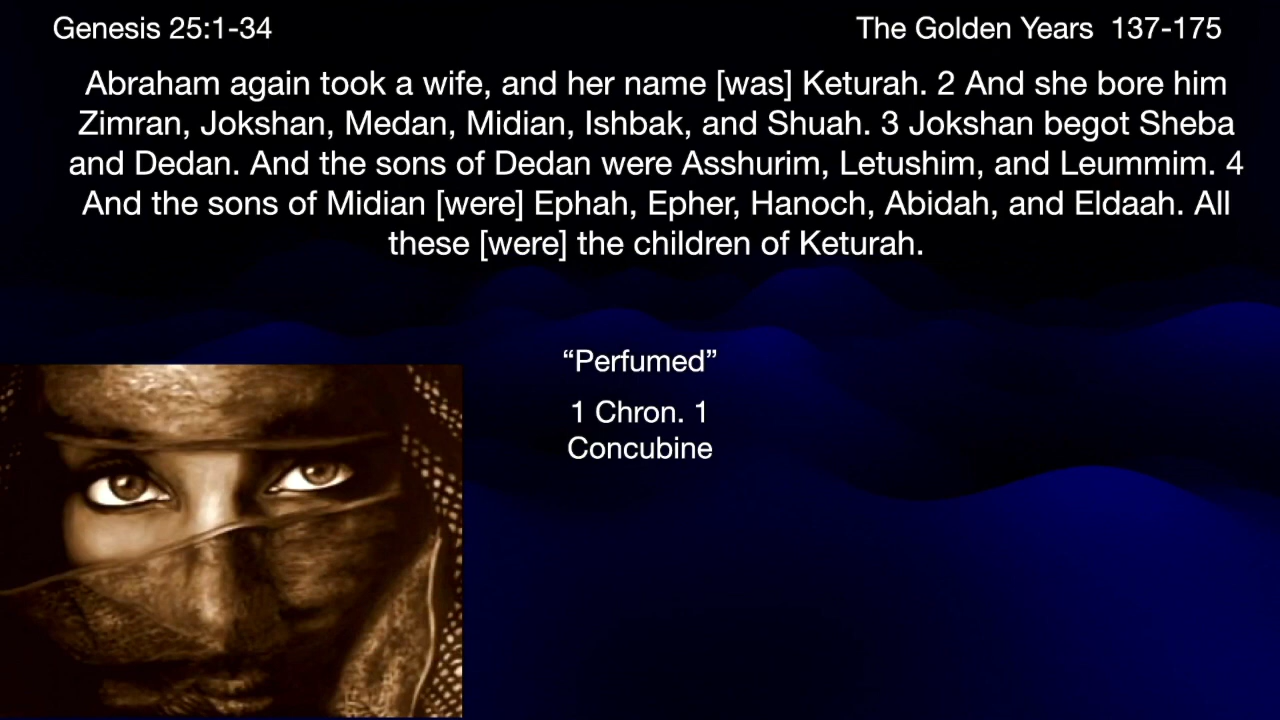 Genesis 25:1-34
The Golden Years 137-175
Abraham again took a wife, and her name [was] Keturah. 2 And she bore him
Zimran, Jokshan, Medan, Midian, Ishbak, and Shuah. 3 Jokshan begot Sheba
and Dedan. And the sons of Dedan were Asshurim, Letushim, and Leummim. 4
And the sons of Midian [were] Ephah, Epher, Hanoch, Abidah, and Eldaah. All
these [were] the children of Keturah.
“Perfumed”
1 Chron. 1
Concubine